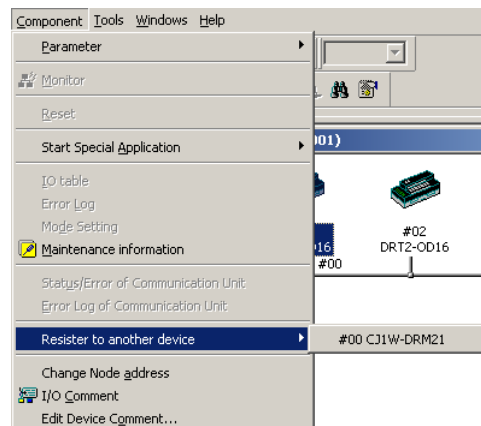 Component Tools Windows Help
Parameter
Monitor
Reset
Start Special Application
001)
IO table
Error Log
Mode Setting
Maintenance information
16
#00
#02
DRT2-OD16
Status/Error of Communication Unit
Error Log of Communication Unit
Resister to another device
#00 CJ1W-DRM21
Change Node address
I/O Comment
Edit Device Comment...